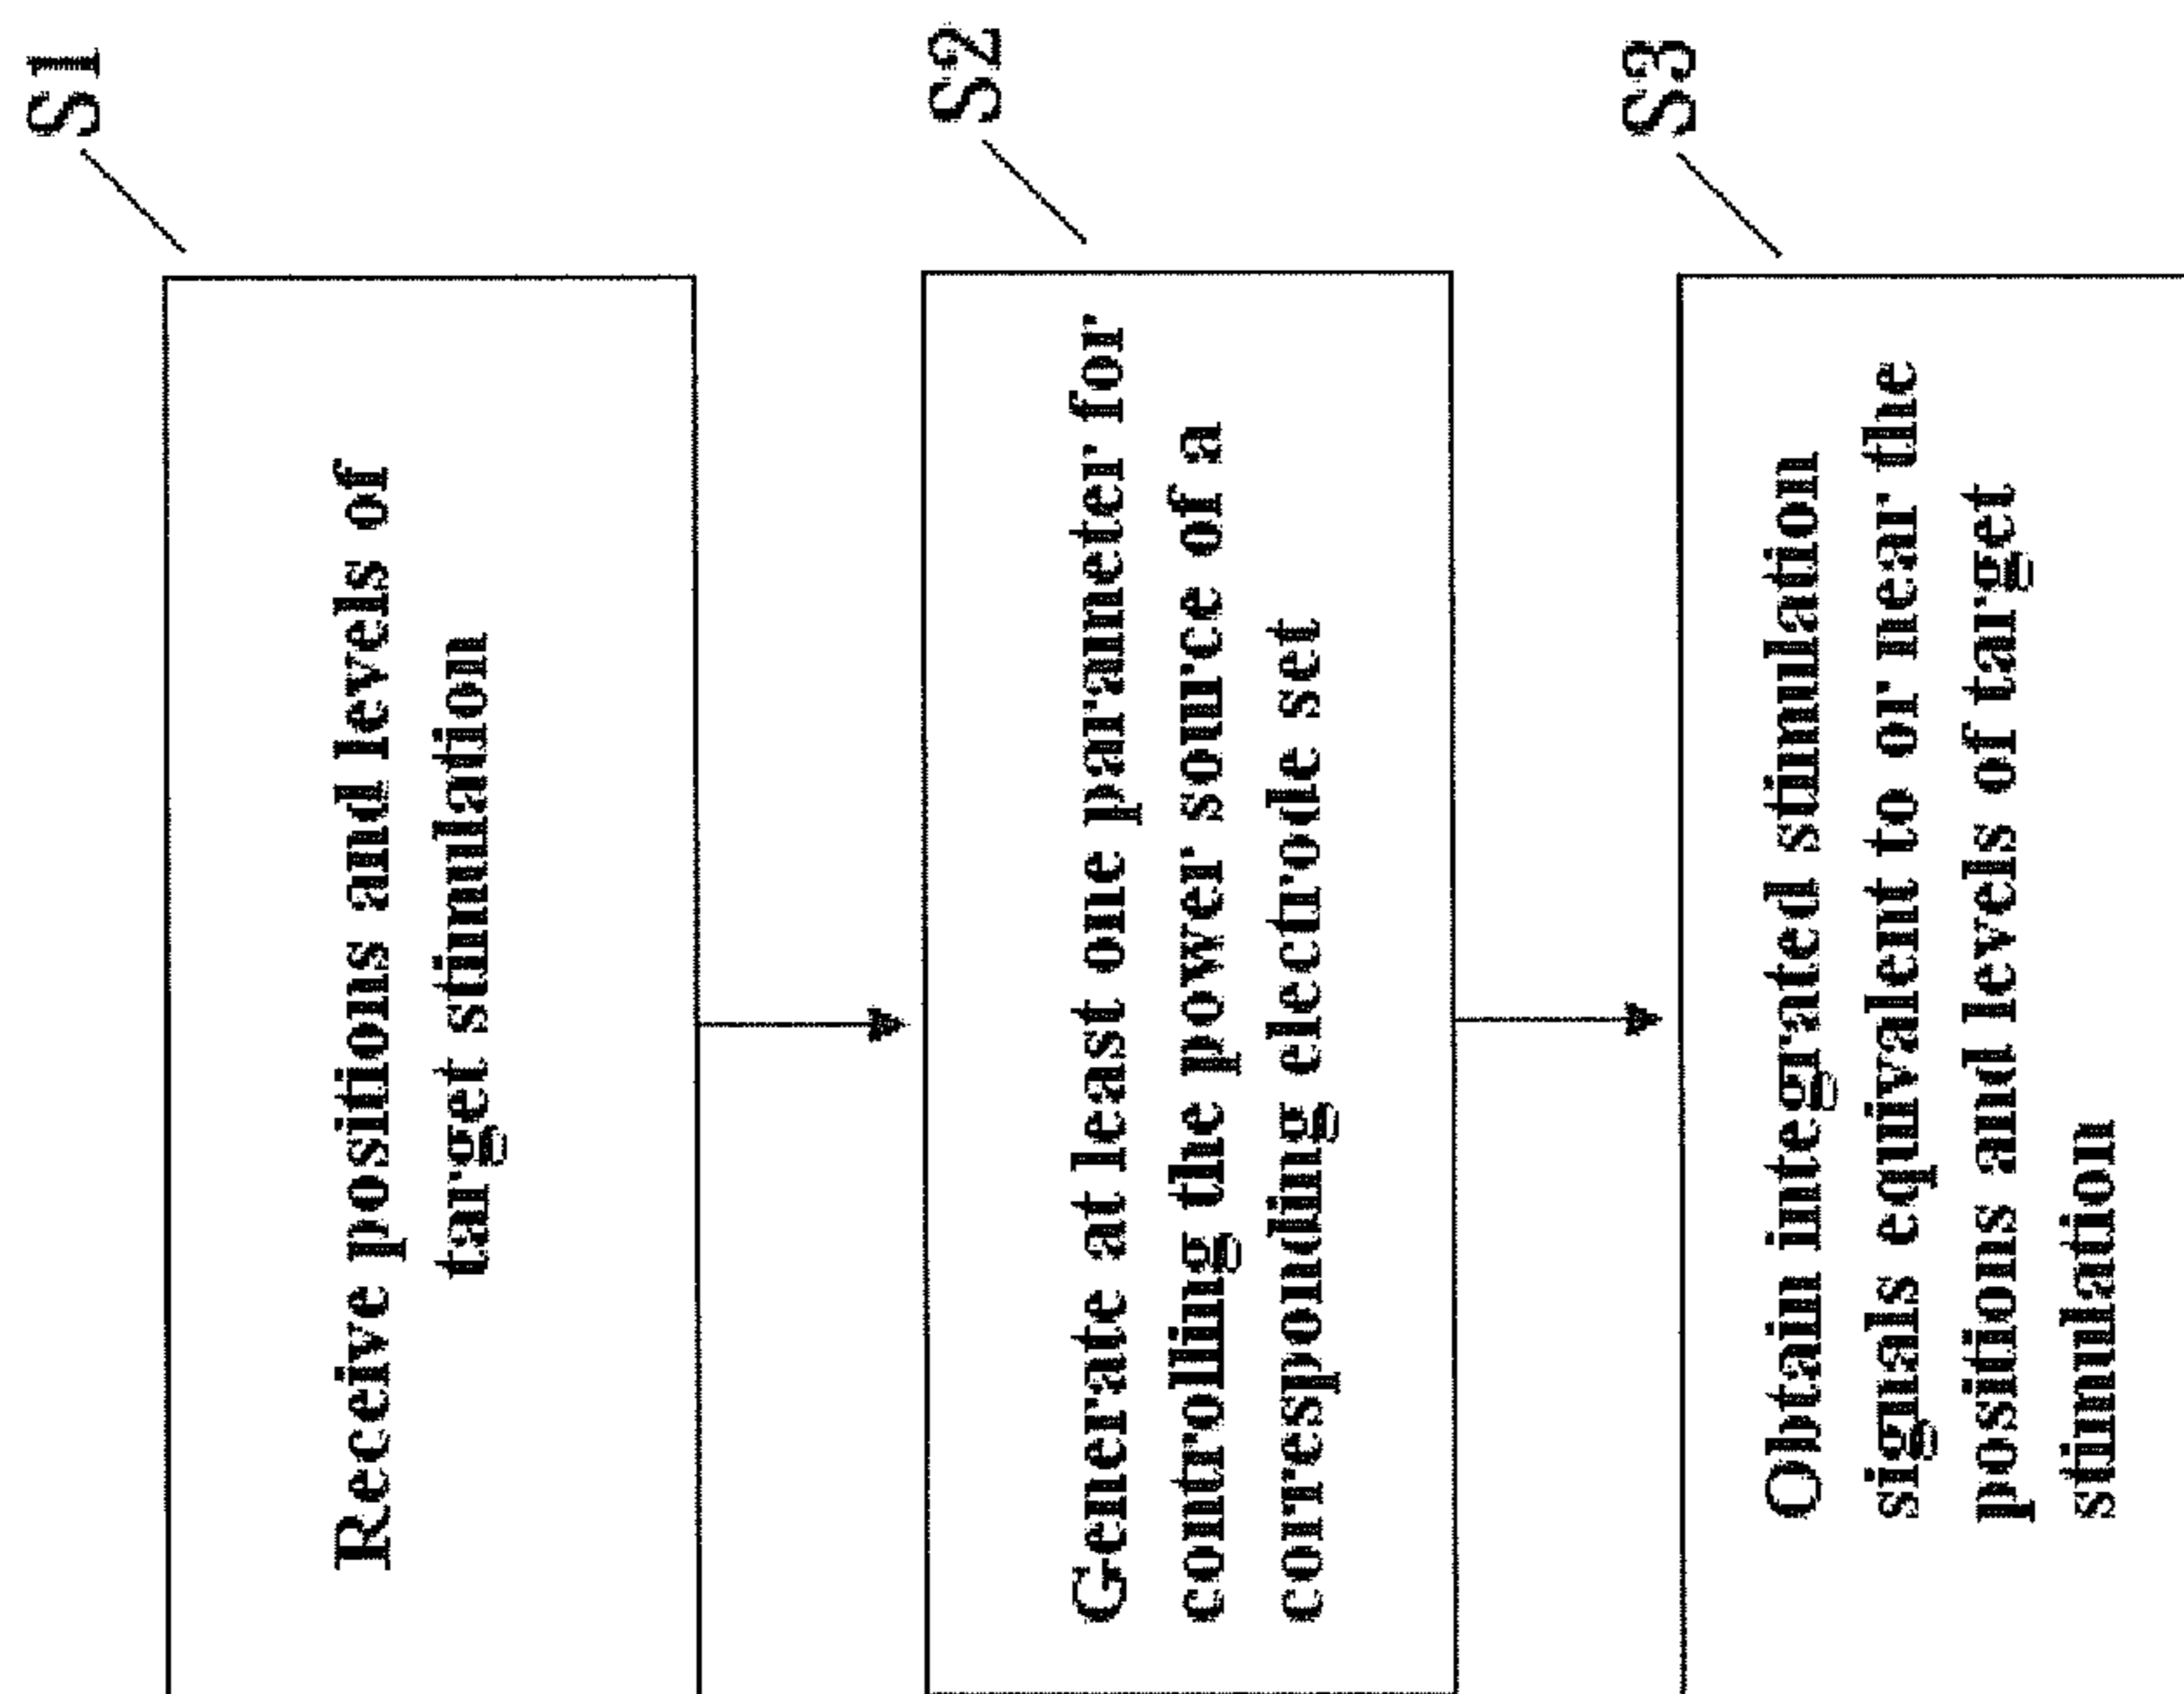 S1
Receive positions and levels of
target stimulation
S2
Generate at least one parameter for
controlling the power source of a
corresponding electrode set
S3
Obtain integrated stimulation
signals equivalent to or near the
positions and levels of target
stimulation